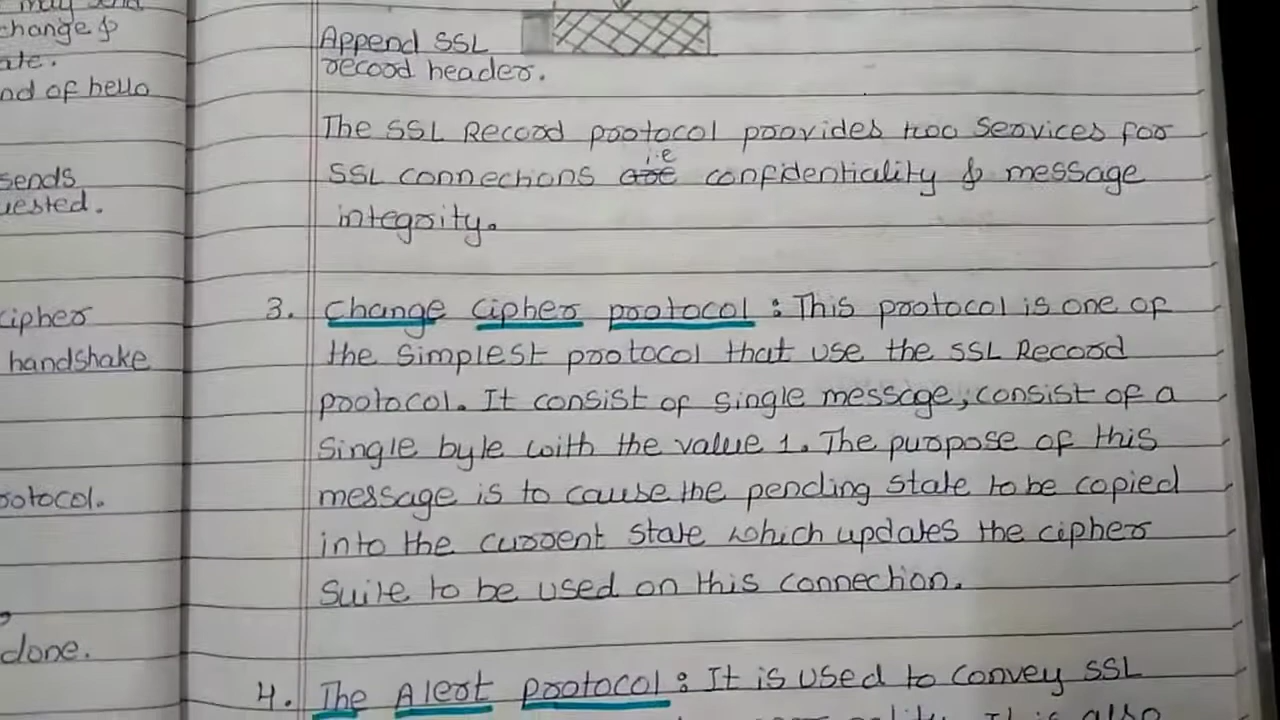 change &
ate.
nd of hello
sends
uested.
cipher
handshake
rotocol.
done.
Append SSL
record header.
The SSL Record protocol provides two services for
i.e
SSL connections are confidentiality & message
integrity.
3. Change Cipher protocol : This protocol is one of
the simplest protocol that use the SSL Record
protocol. It consist of single message, consist of a
single byte with the value 1. The purpose of this
message is to cause the pending state to be copied
into the current state which updates the cipher
suite to be used on this connection.
4. The Alert Protocol : It is used to convey SSL
It is also